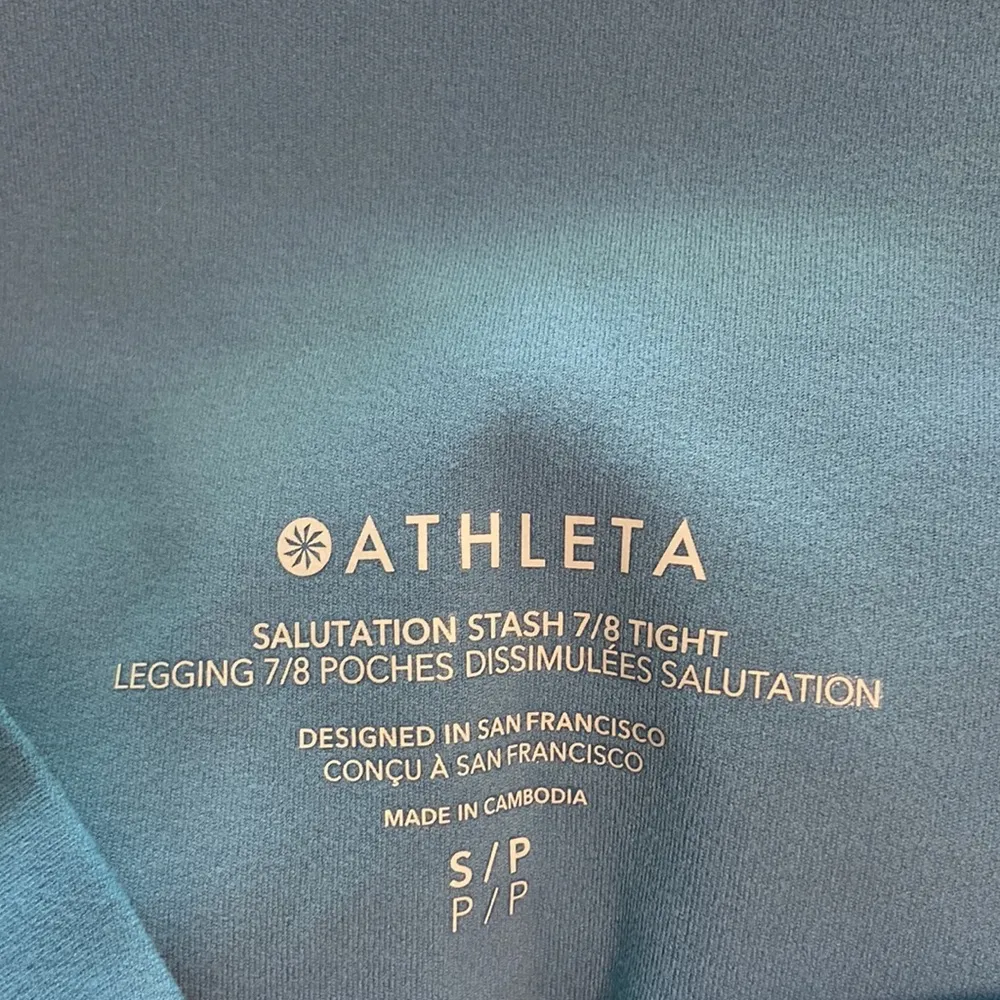 ATHLETA
SALUTATION STASH 7/8 TIGHT
LEGGING 7/8 POCHES DISSIMULÉES SALUTATION
DESIGNED IN SAN FRANCISCO
CONÇU À SAN FRANCISCO
MADE IN CAMBODIA
S / P
P / P